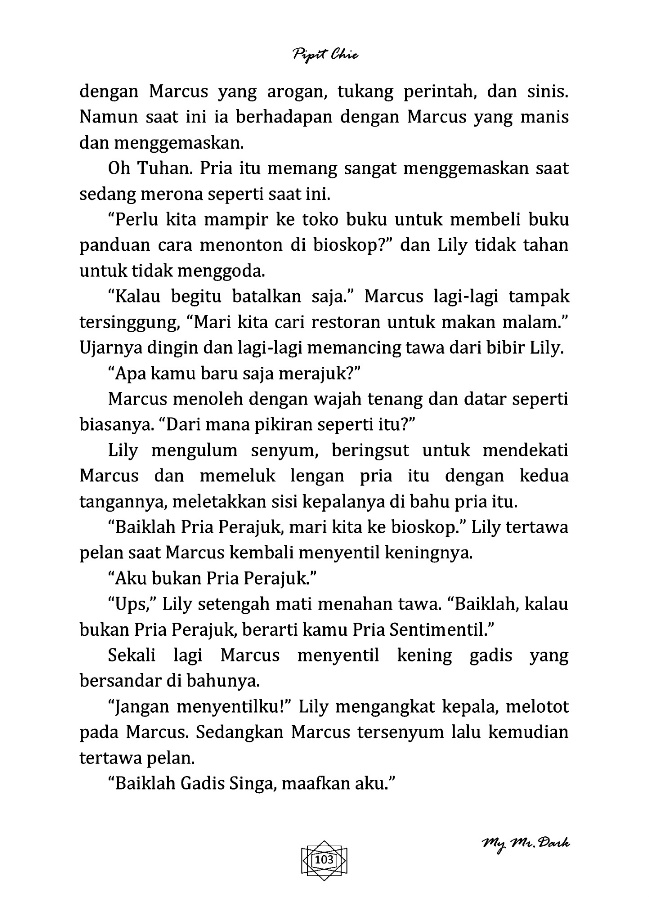 Pipit Chie
dengan Marcus yang arogan, tukang perintah, dan sinis.
Namun saat ini ia berhadapan dengan Marcus yang manis
dan menggemaskan.
Oh Tuhan. Pria itu memang sangat menggemaskan saat
sedang merona seperti saat ini.
“Perlu kita mampir ke toko buku untuk membeli buku
panduan cara menonton di bioskop?” dan Lily tidak tahan
untuk tidak menggoda.
“Kalau begitu batalkan saja.” Marcus lagi-lagi tampak
tersinggung, “Mari kita cari restoran untuk makan malam.”
Ujarnya dingin dan lagi-lagi memancing tawa dari bibir Lily.
“Apa kamu baru saja merajuk?”
Marcus menoleh dengan wajah tenang dan datar seperti
biasanya. “Dari mana pikiran seperti itu?”
Lily mengulum senyum, beringsut untuk mendekati
Marcus dan memeluk lengan pria itu dengan kedua
tangannya, meletakkan sisi kepalanya di bahu pria itu.
“Baiklah Pria Perajuk, mari kita ke bioskop.” Lily tertawa
pelan saat Marcus kembali menyentil keningnya.
“Aku bukan Pria Perajuk.”
“Ups,” Lily setengah mati menahan tawa. “Baiklah, kalau
bukan Pria Perajuk, berarti kamu Pria Sentimentil.”
Sekali lagi Marcus menyentil kening gadis yang
bersandar di bahunya.
“Jangan menyentilku!” Lily mengangkat kepala, melotot
pada Marcus. Sedangkan Marcus tersenyum lalu kemudian
tertawa pelan.
“Baiklah Gadis Singa, maafkan aku.”
My Mr. Dark
103